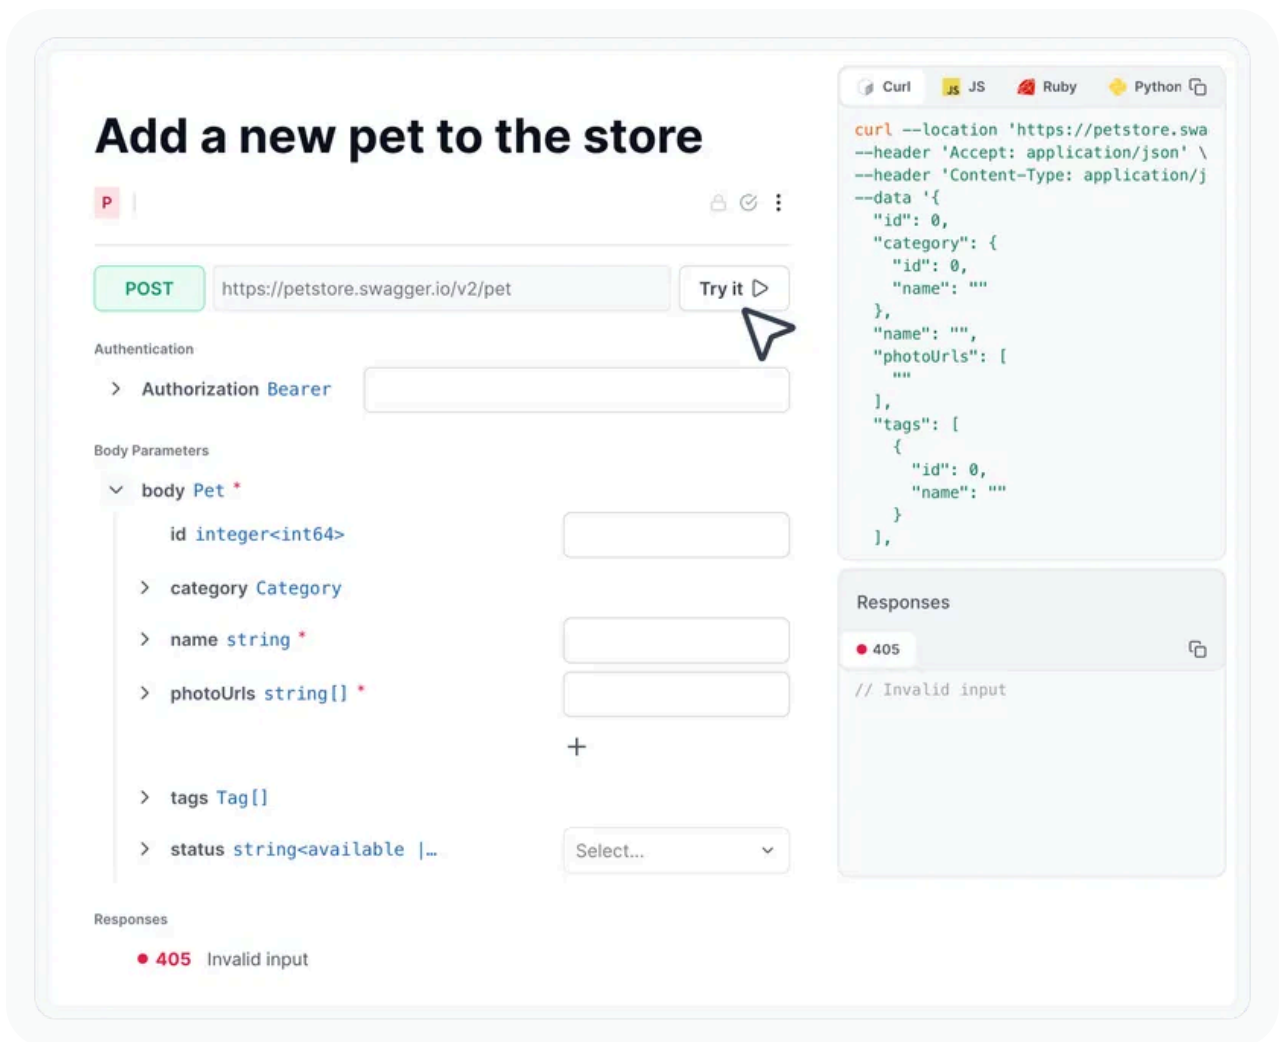 Add a new pet to the store
P
POST https://petstore.swagger.io/v2/pet Try it
Authentication
Authorization Bearer
Body Parameters
body Pet *
id integer<int64>
category Category
name string *
photoUrls string[] *
+
tags Tag[]
status string<available |… Select...
Responses
405 Invalid input
Curl JS JS Ruby Python
curl --location 'https://petstore.swa
--header 'Accept: application/json' \
--header 'Content-Type: application/j
--data '{
"id": 0,
"category": {
"id": 0,
"name": ""
},
"name": "",
"photoUrls": [
""
],
"tags": [
{
"id": 0,
"name": ""
}
],
Responses
405
// Invalid input